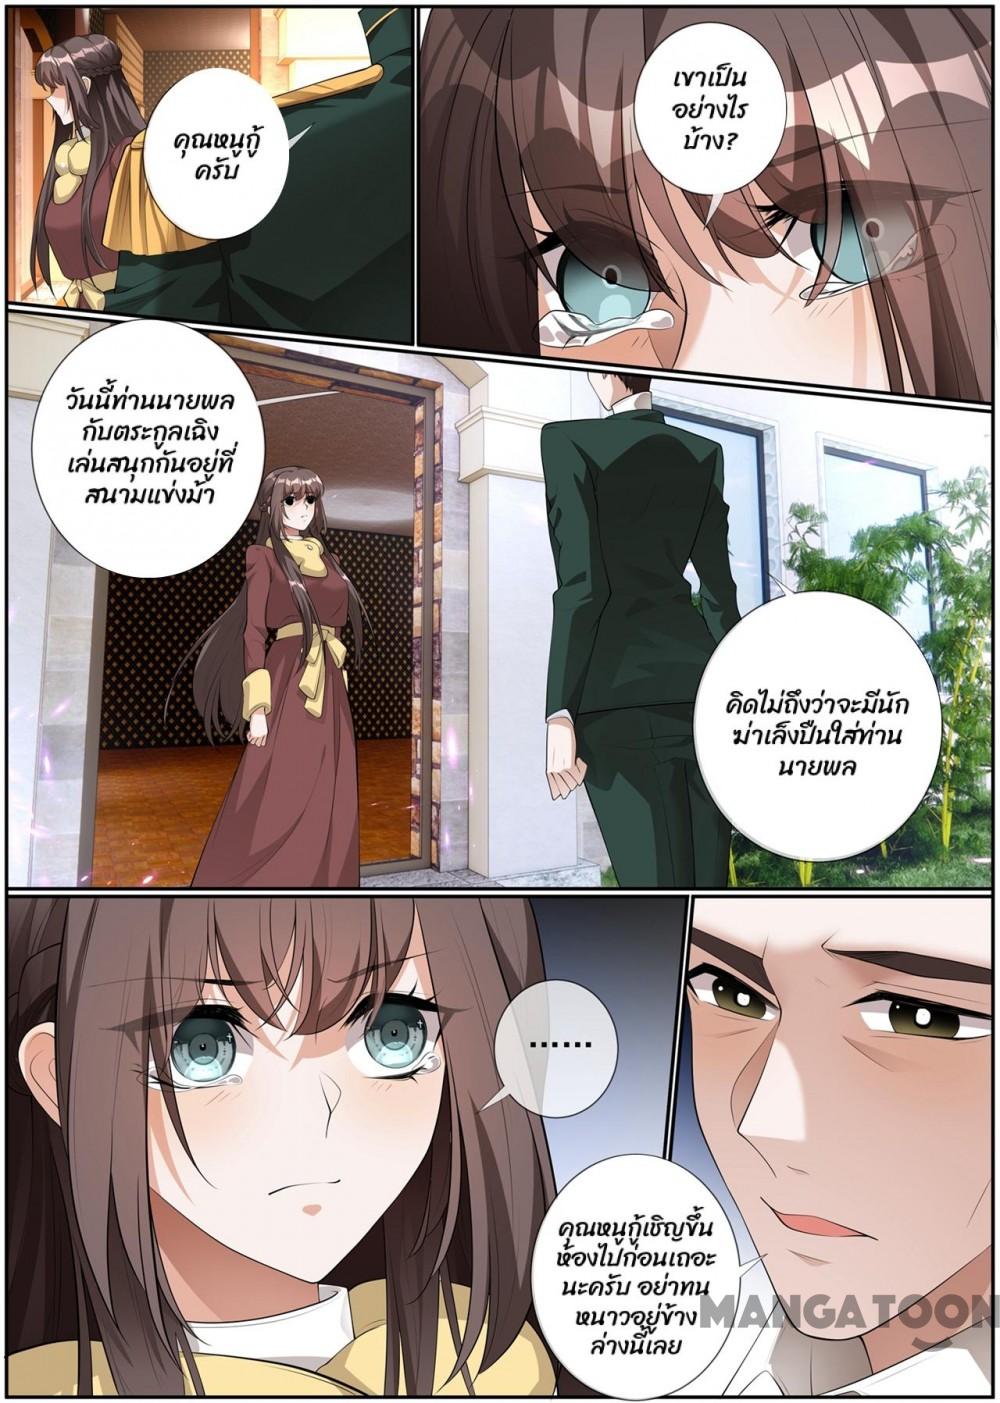 คุณหนูกู้
ครับ
เขาเป็น
อย่างไร
บ้าง?
วันนี้ท่านนายพล
กับตระกูลเฉิง
เล่นสนุกกันอยู่ที่
สนามแข่งม้า
คิดไม่ถึงว่าจะมีนัก
ฆ่าเล็งปืนใส่ท่าน
นายพล
......
คุณหนูกู้เชิญขึ้น
ห้องไปก่อนเถอะ
นะครับ อย่าทน
หนาวอยู่ข้าง
ล่างนี้เลย
MANGATOON